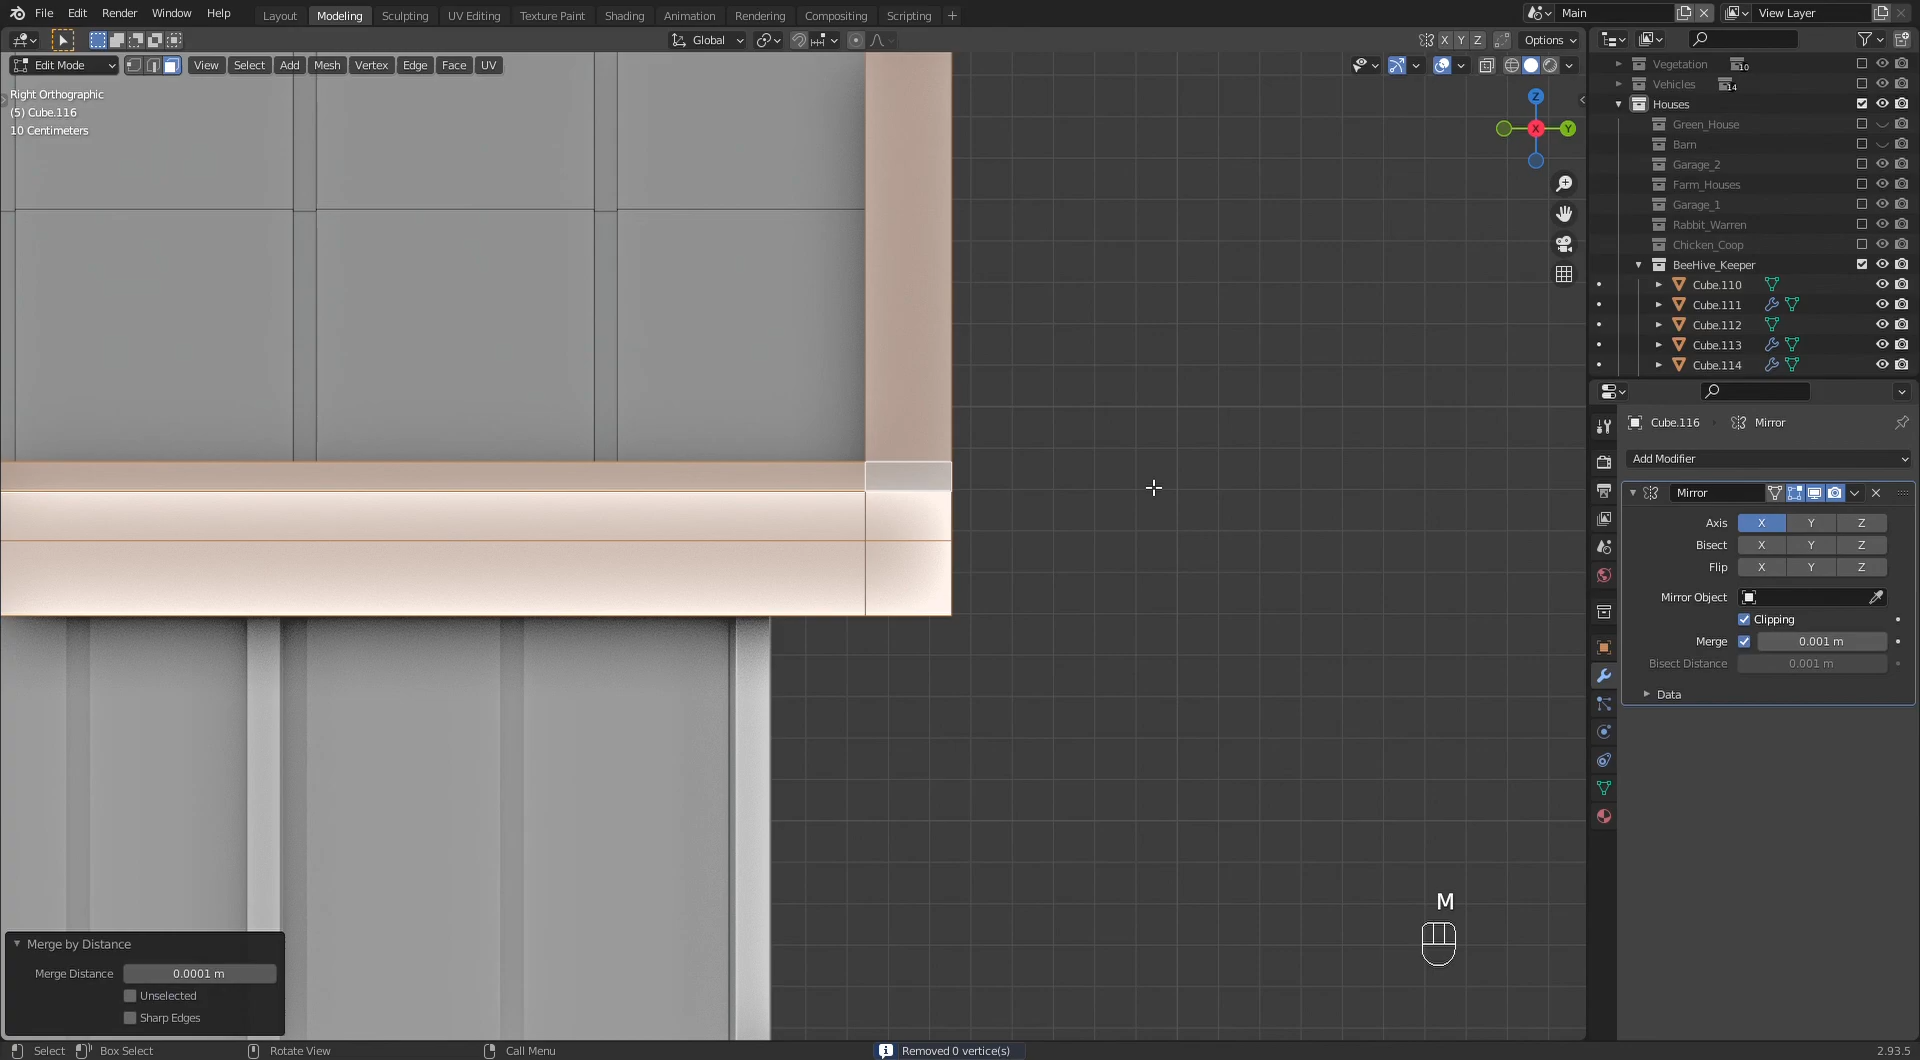 File Edit Render Window Help
Layout Modeling Sculpting UV Editing Texture Paint Shading Animation Rendering Compositing Scripting +
Main
View Layer
Global
X Y Z
Options
Edit Mode
View Select Add Mesh Vertex Edge Face UV
Right Orthographic
(5) Cube.116
10 Centimeters
Z
X
Y
Vegetation 10
Vehicles 14
Houses
Green_House
Barn
Garage_2
Farm_Houses
Garage_1
Rabbit_Warren
Chicken_Coop
BeeHive_Keeper
Cube.110
Cube.111
Cube.112
Cube.113
Cube.114
Cube.116 Mirror
Add Modifier
Mirror
Axis X Y Z
Bisect X Y Z
Flip X Y Z
Mirror Object
Clipping
Merge 0.001 m
Bisect Distance 0.001 m
Data
M
Merge by Distance
Merge Distance 0.0001 m
Unselected
Sharp Edges
Select Box Select Rotate View Call Menu
Removed 0 vertice(s)
2.93.5